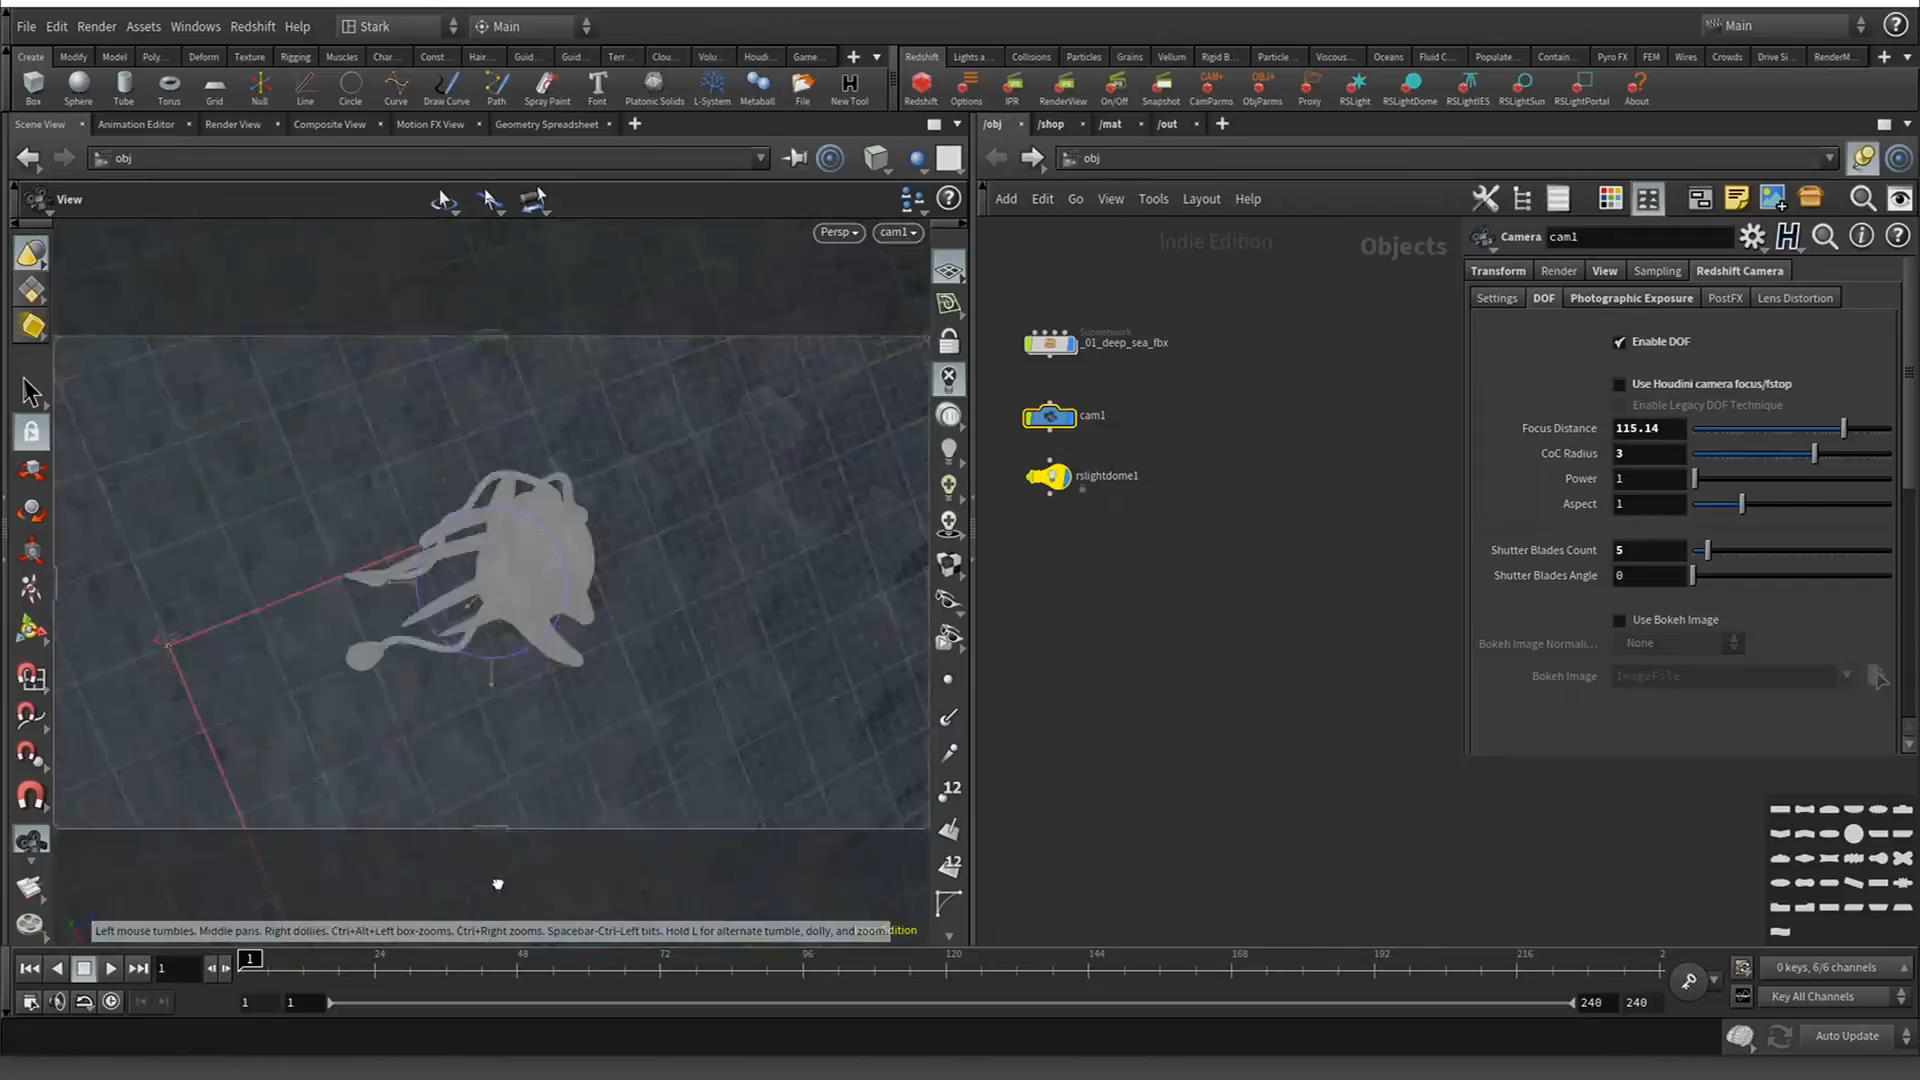 File Edit Render Assets Windows Redshift Help Stark Main Main
Create Modify Model Poly... Deform Texture Rigging Muscles Char... Const... Hair... Guid... Guid... Terr... Clou... Volu... Houdi... Game...
Redshift Lights a... Collisions Particles Grains Vellum Rigid B... Particle... Viscous... Oceans Fluid C... Populate... Contain... Pyro FX FEM Wires Crowds Drive Si... RenderM...
Box Sphere Tube Torus Grid Null Line Circle Curve Draw Curve Path Spray Paint Font Platonic Solids L-System Metaball File New Tool
CAM+ OBJ+
Redshift Options IPR RenderView On/Off Snapshot CamParms ObjParms Proxy RSLight RSLightDome RSLightIES RSLightSun RSLightPortal About
Scene View Animation Editor Render View Composite View Motion FX View Geometry Spreadsheet
/obj /shop /mat /out
obj
obj
View
Add Edit Go View Tools Layout Help
Persp cam1
Indie Edition Objects
Camera cam1
Transform Render View Sampling Redshift Camera
Settings DOF Photographic Exposure PostFX Lens Distortion
Subnetwork
_01_deep_sea_fbx
cam1
rslightdome1
Enable DOF
Use Houdini camera focus/fstop
Enable Legacy DOF Technique
Focus Distance 115.14
CoC Radius 3
Power 1
Aspect 1
Shutter Blades Count 5
Shutter Blades Angle 0
Use Bokeh Image
Bokeh Image Normali... None
Bokeh Image ImageFile
12
12
Left mouse tumbles. Middle pans. Right dollies. Ctrl+Alt+Left box-zooms. Ctrl+Right zooms. Spacebar-Ctrl-Left tilts. Hold L for alternate tumble, dolly, and zoom. dition
1 1 24 48 72 96 120 144 168 192 216 2
0 keys, 6/6 channels
1 1 240 240
Key All Channels
Auto Update